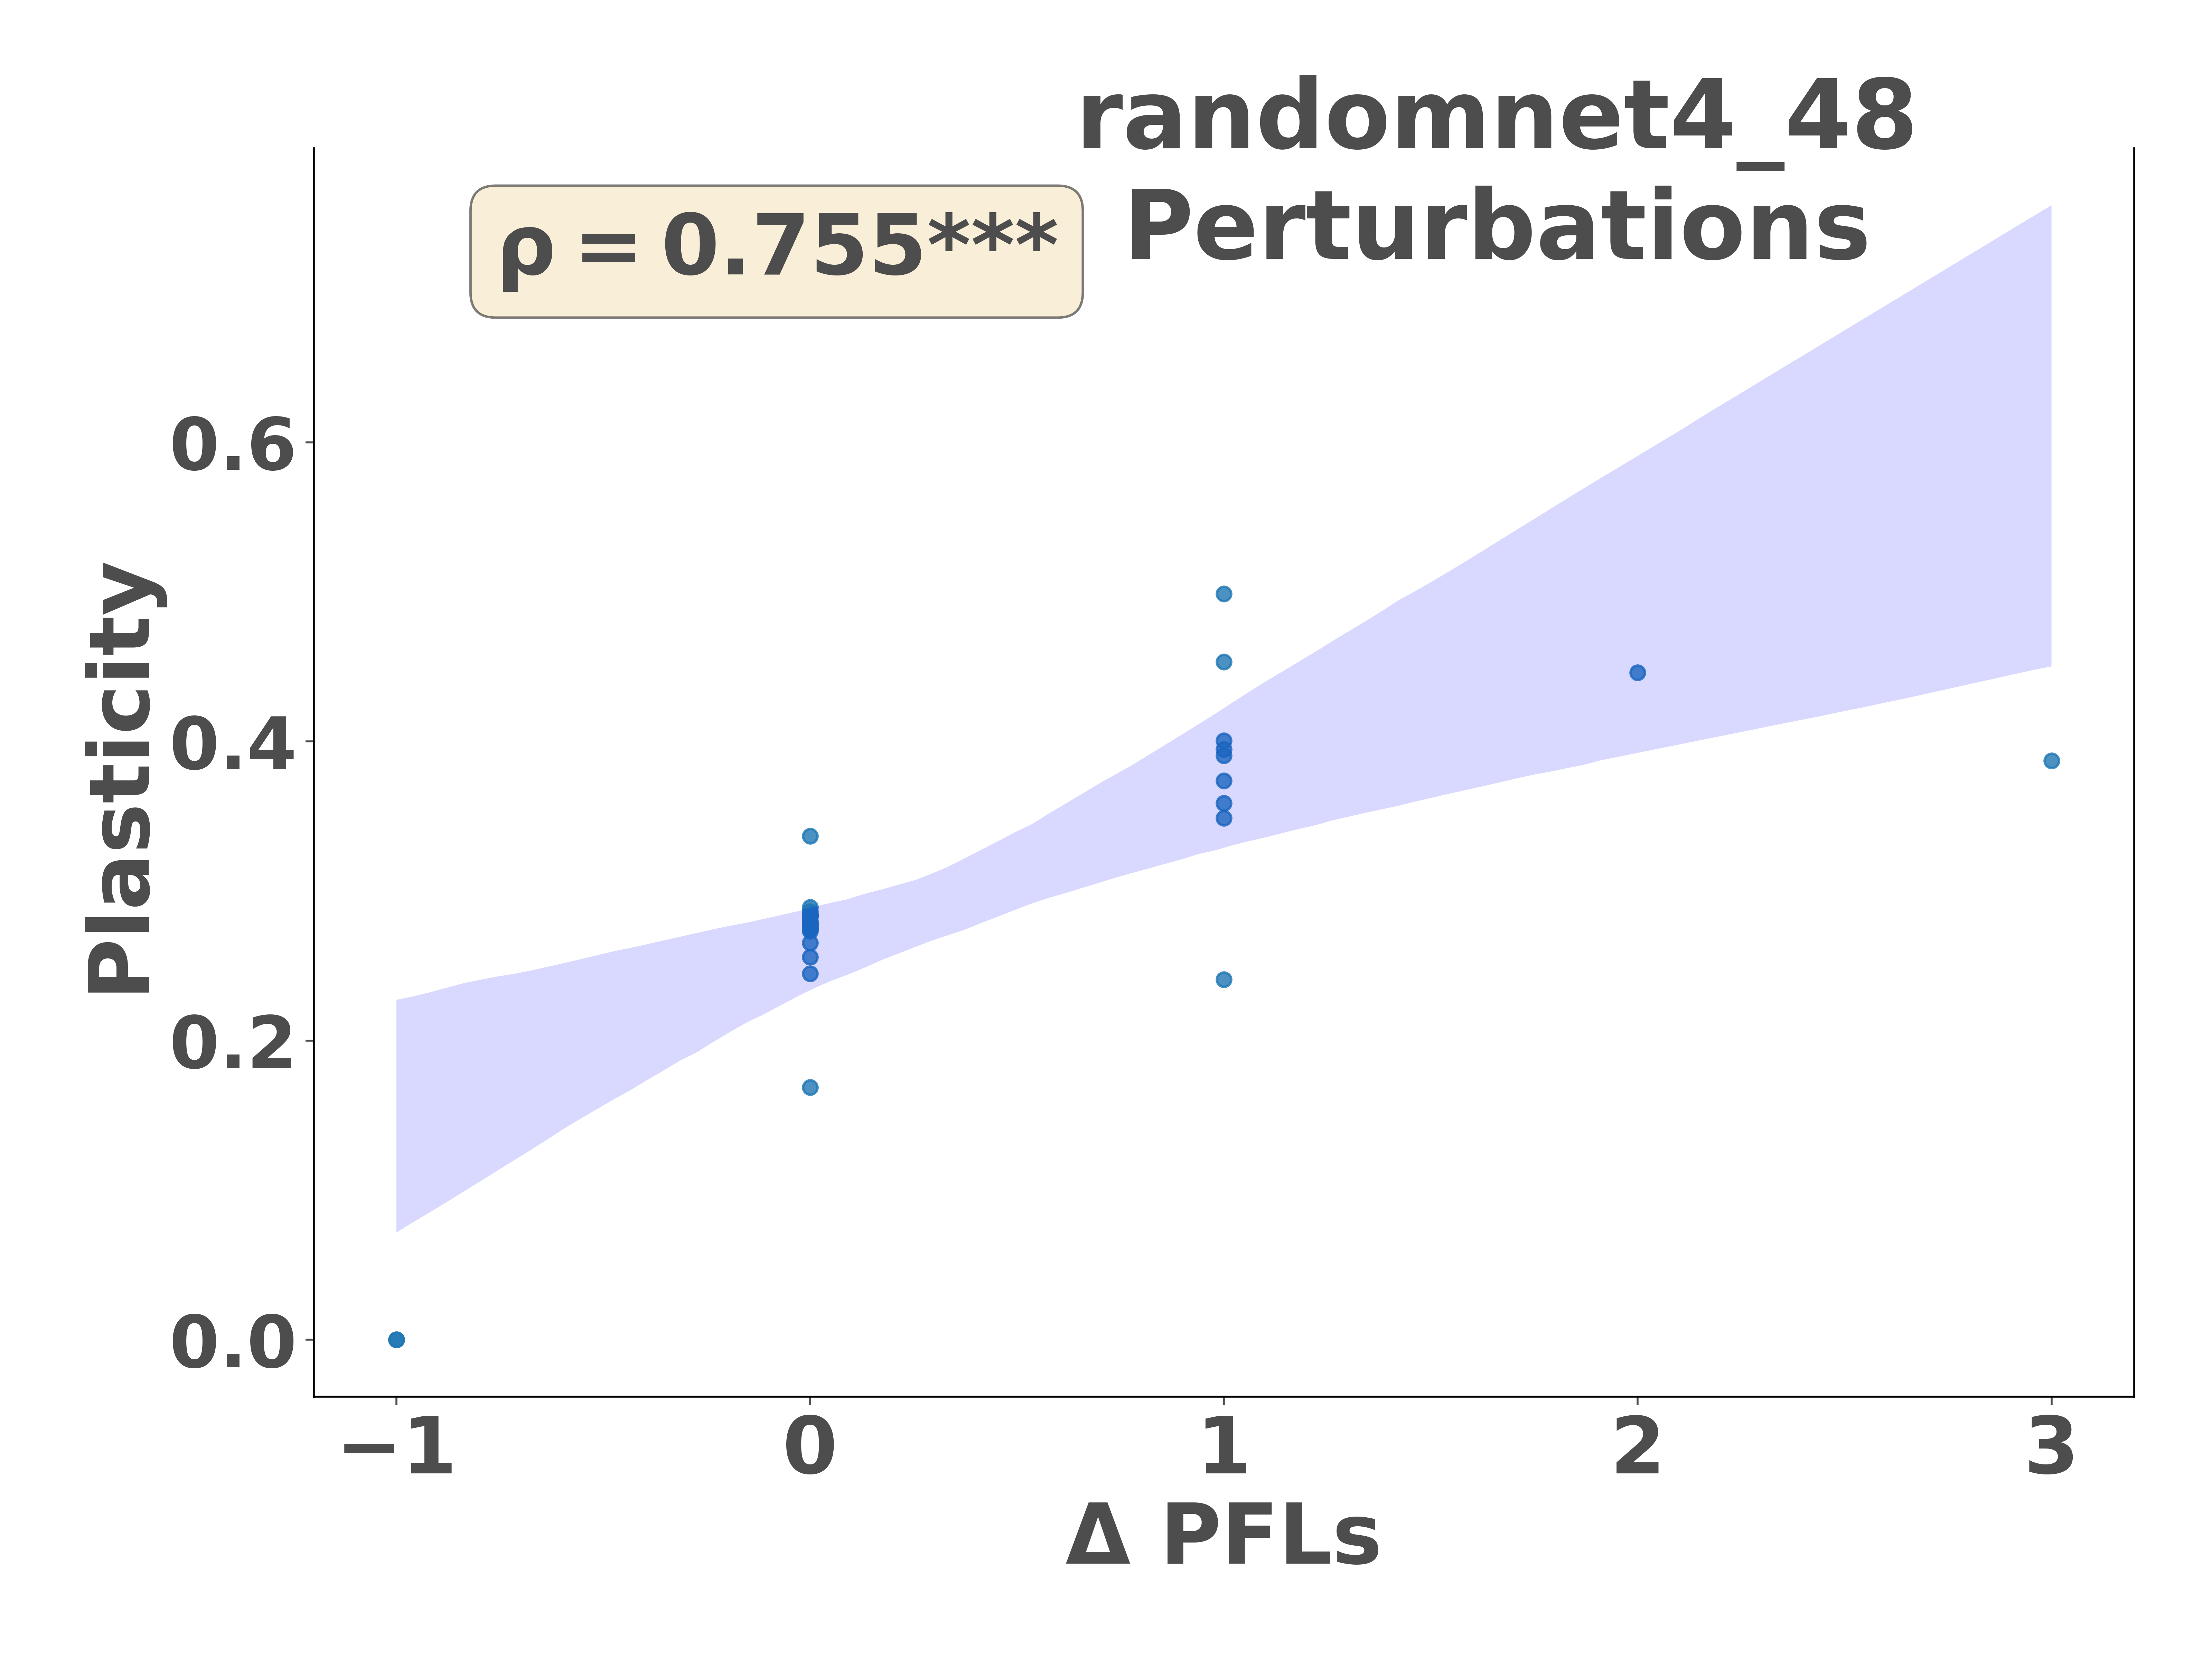 randomnet4_48
Perturbations
ρ = 0.755***
Plasticity
0.6
0.4
0.2
0.0
−1 0 1 2 3
Δ PFLs